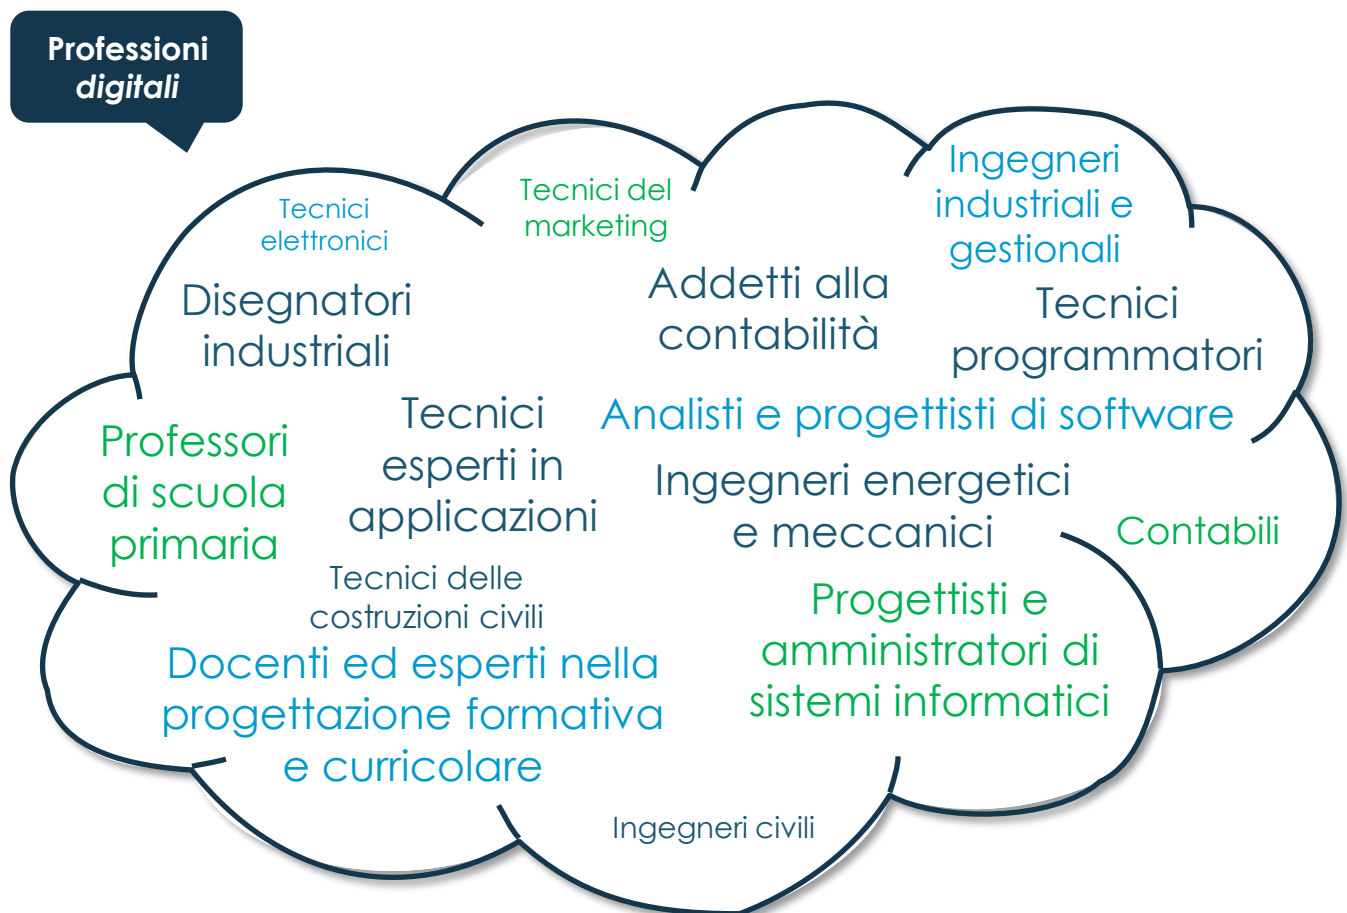 Professioni
digitali
Tecnici
elettronici
Tecnici del
marketing
Ingegneri
industriali e
gestionali
Disegnatori
industriali
Addetti alla
contabilità
Tecnici
programmatori
Professori
di scuola
primaria
Tecnici
esperti in
applicazioni
Analisti e progettisti di software
Ingegneri energetici
e meccanici
Contabili
Tecnici delle
costruzioni civili
Progettisti e
amministratori di
sistemi informatici
Docenti ed esperti nella
progettazione formativa
e curricolare
Ingegneri civili